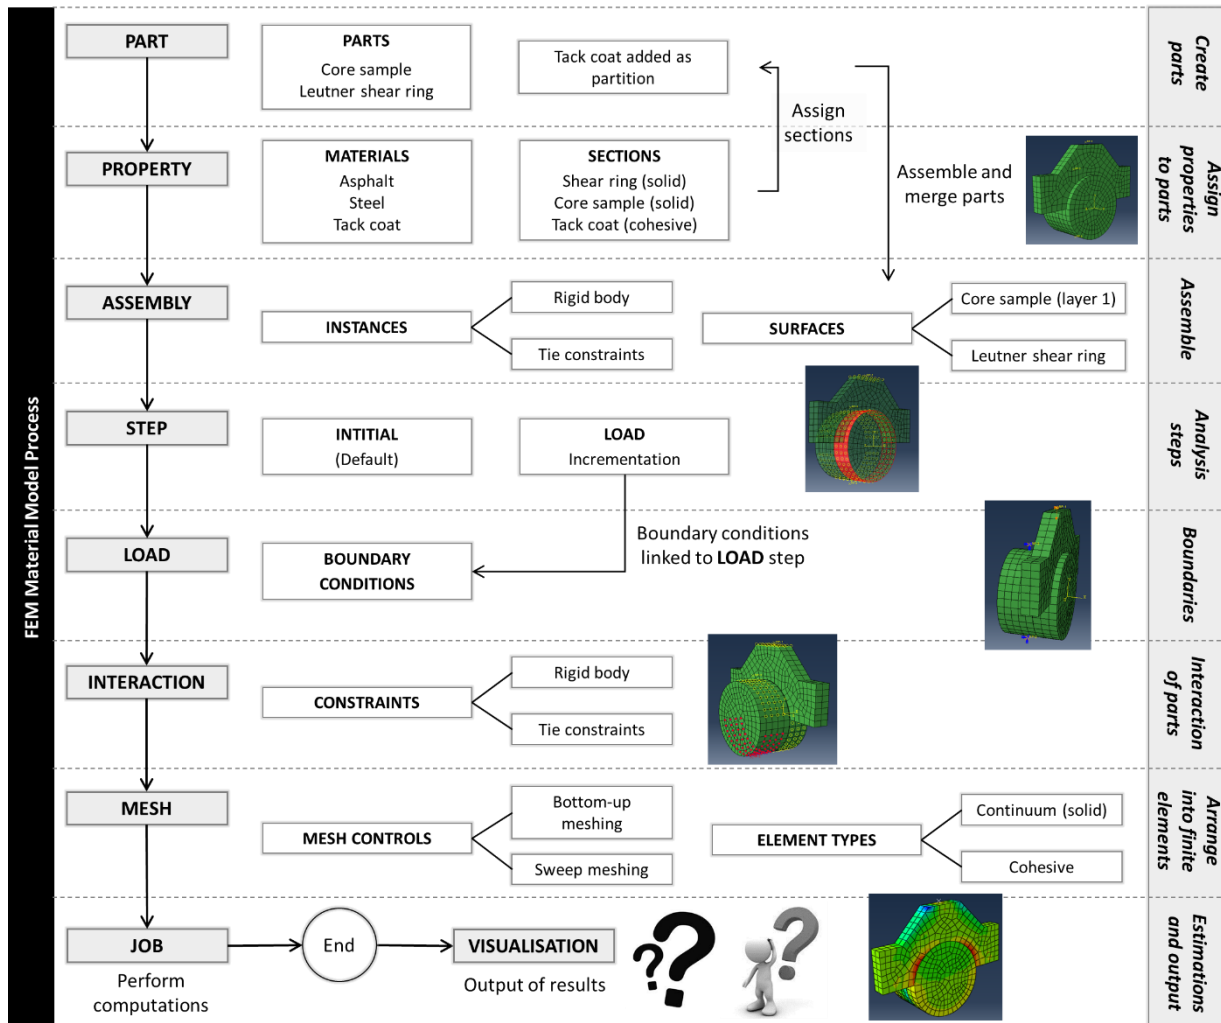 FEM Material Model Process
PART
PARTS
Core sample
Leutner shear ring
Tack coat added as
partition
Assign
sections
Create
parts
PROPERTY
MATERIALS
Asphalt
Steel
Tack coat
SECTIONS
Shear ring (solid)
Core sample (solid)
Tack coat (cohesive)
Assemble and
merge parts
Assign
properties
to parts
ASSEMBLY
INSTANCES
Rigid body
Tie constraints
SURFACES
Core sample (layer 1)
Leutner shear ring
Assemble
STEP
INTITIAL
(Default)
LOAD
Incrementation
Analysis
steps
LOAD
BOUNDARY
CONDITIONS
Boundary conditions
linked to LOAD step
Boundaries
INTERACTION
CONSTRAINTS
Rigid body
Tie constraints
Interaction
of parts
MESH
MESH CONTROLS
Bottom-up
meshing
Sweep meshing
ELEMENT TYPES
Continuum (solid)
Cohesive
Arrange
into finite
elements
JOB
Perform
computations
End
VISUALISATION
Output of results
???
?
Estimations
and output